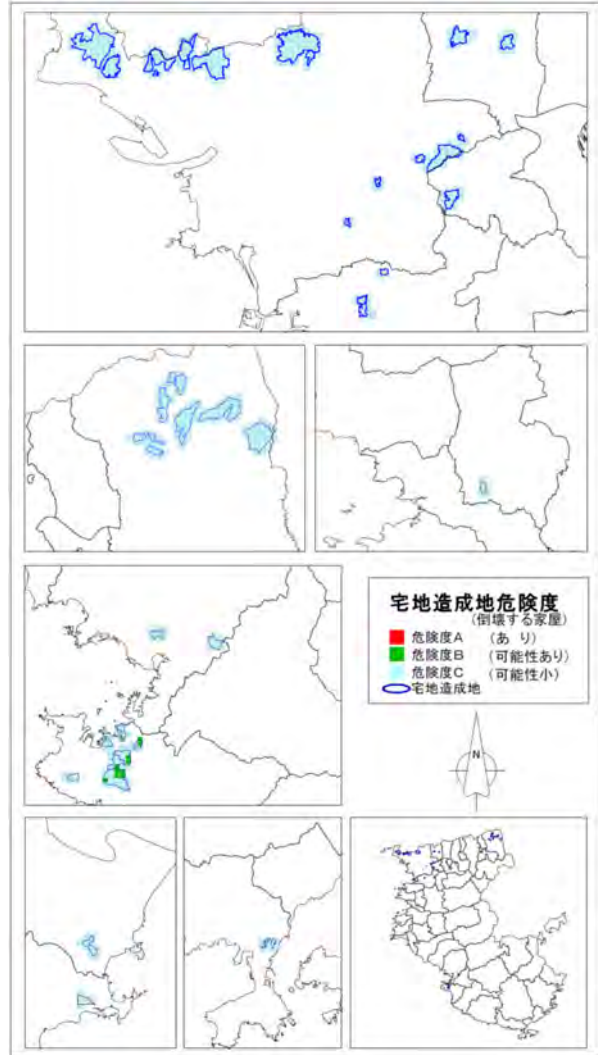 宅地造成地危険度
(倒壊する家屋)
危険度A (あ り)
危険度B (可能性あり)
危険度C (可能性小)
宅地造成地
N